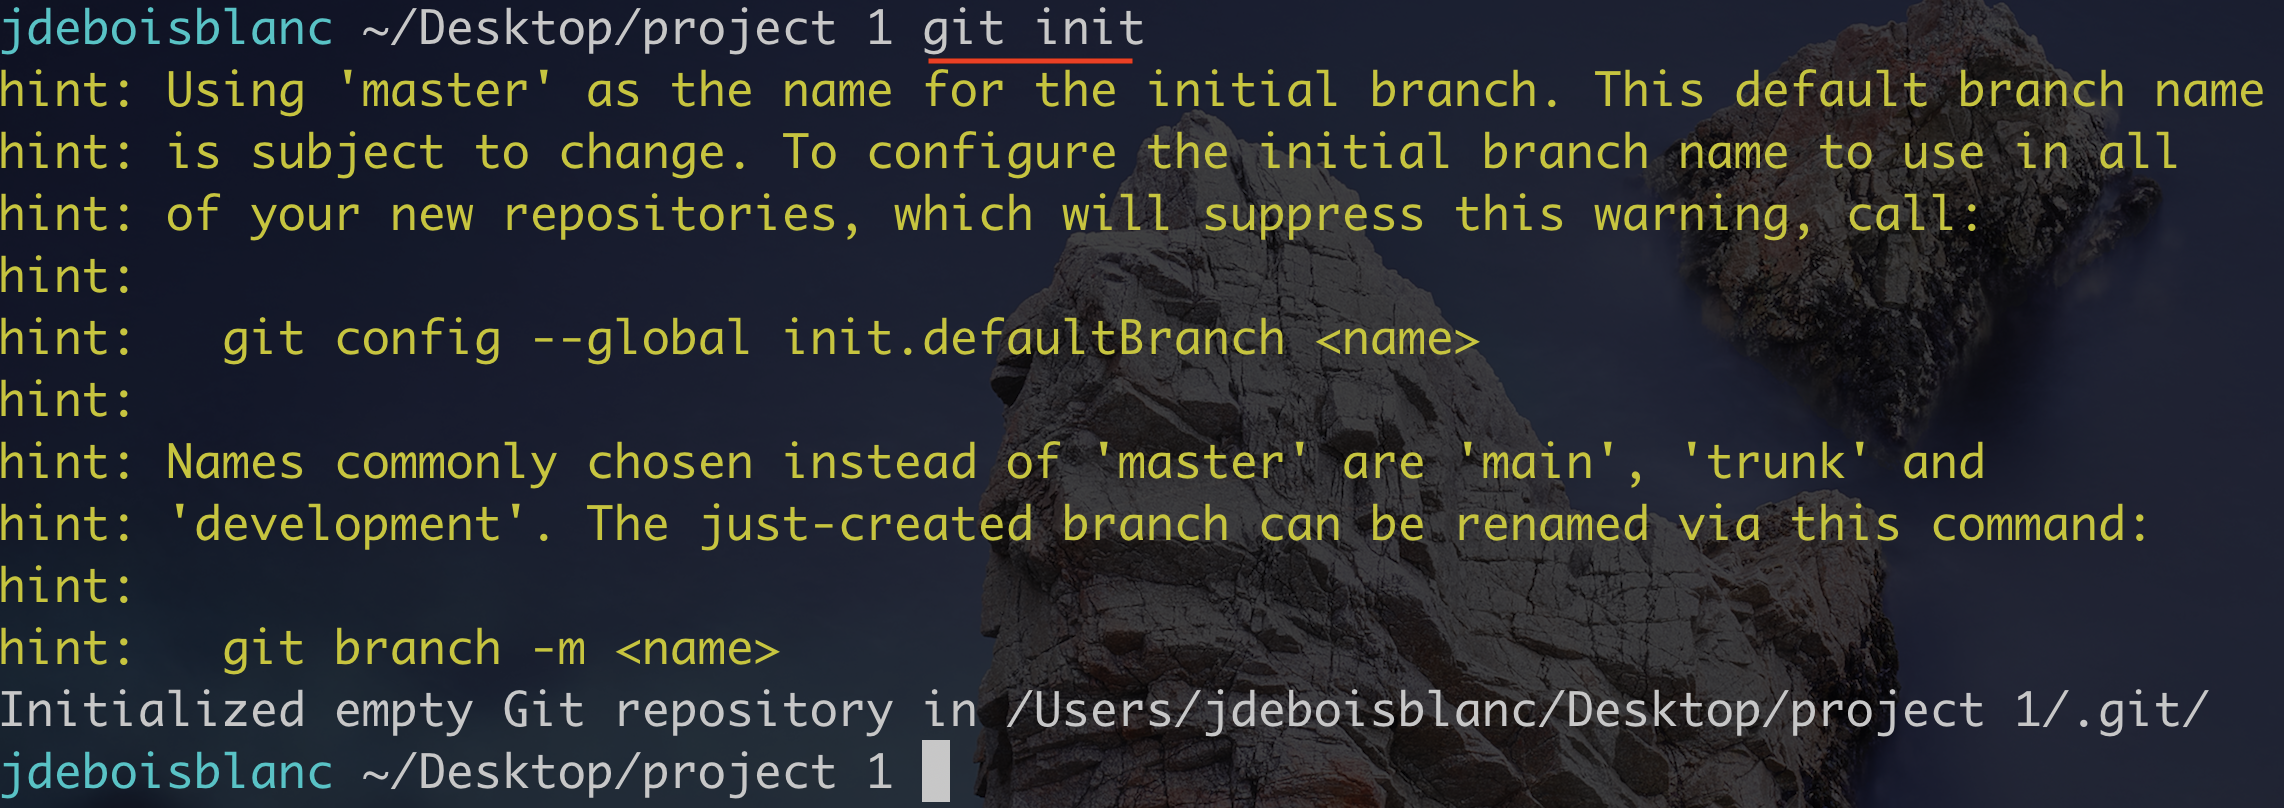 jdeboisblanc ~/Desktop/project 1 git init
hint: Using 'master' as the name for the initial branch. This default branch name
hint: is subject to change. To configure the initial branch name to use in all
hint: of your new repositories, which will suppress this warning, call:
hint:
hint:   git config --global init.defaultBranch <name>
hint:
hint: Names commonly chosen instead of 'master' are 'main', 'trunk' and
hint: 'development'. The just-created branch can be renamed via this command:
hint:
hint:   git branch -m <name>
Initialized empty Git repository in /Users/jdeboisblanc/Desktop/project 1/.git/
jdeboisblanc ~/Desktop/project 1